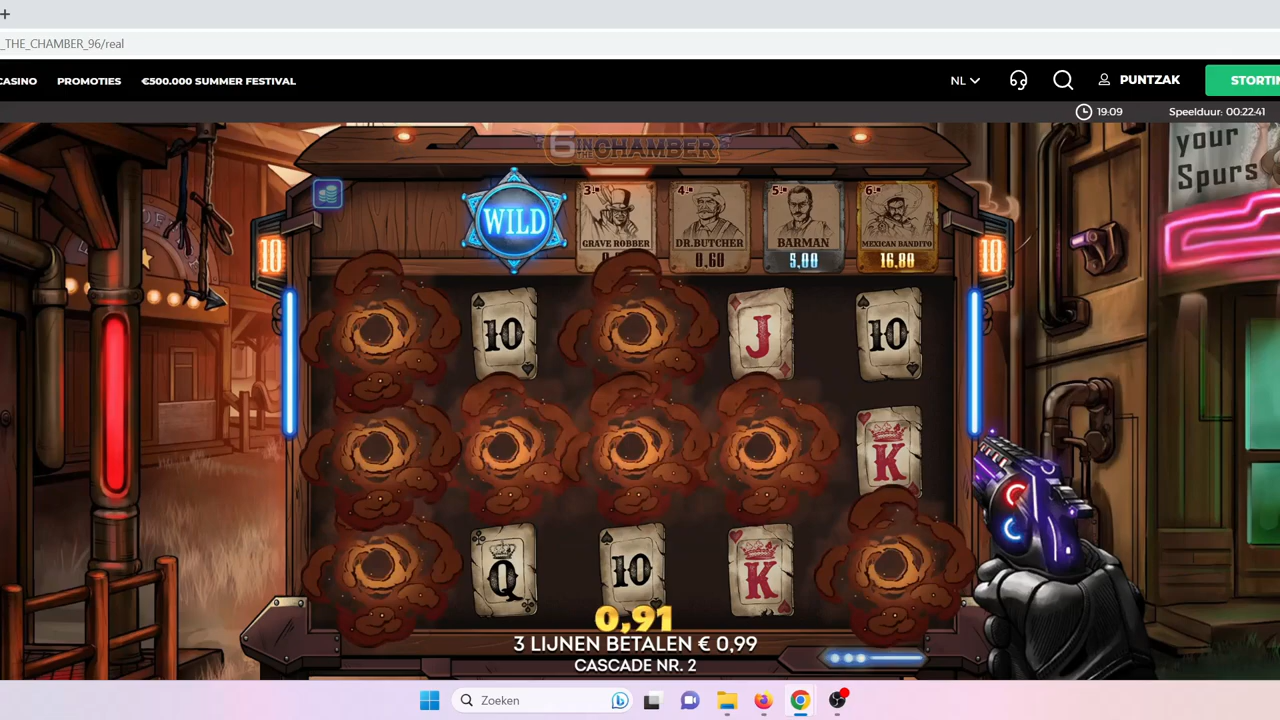 _THE_CHAMBER_96/real
CASINO PROMOTIES €500.000 SUMMER FESTIVAL NL PUNTZAK
19:09 Speelduur: 00:22:41
6 IN THE CHAMBER
your
Spurs
WILD
3 4 5 6
GRAVE ROBBER DR.BUTCHER BARMAN MEXICAN BANDITO
0,60 5,00 16,80
10 10
10 J 10
K
Q 10 K
0,91
3 LIJNEN BETALEN € 0,99
CASCADE NR. 2
Zoeken